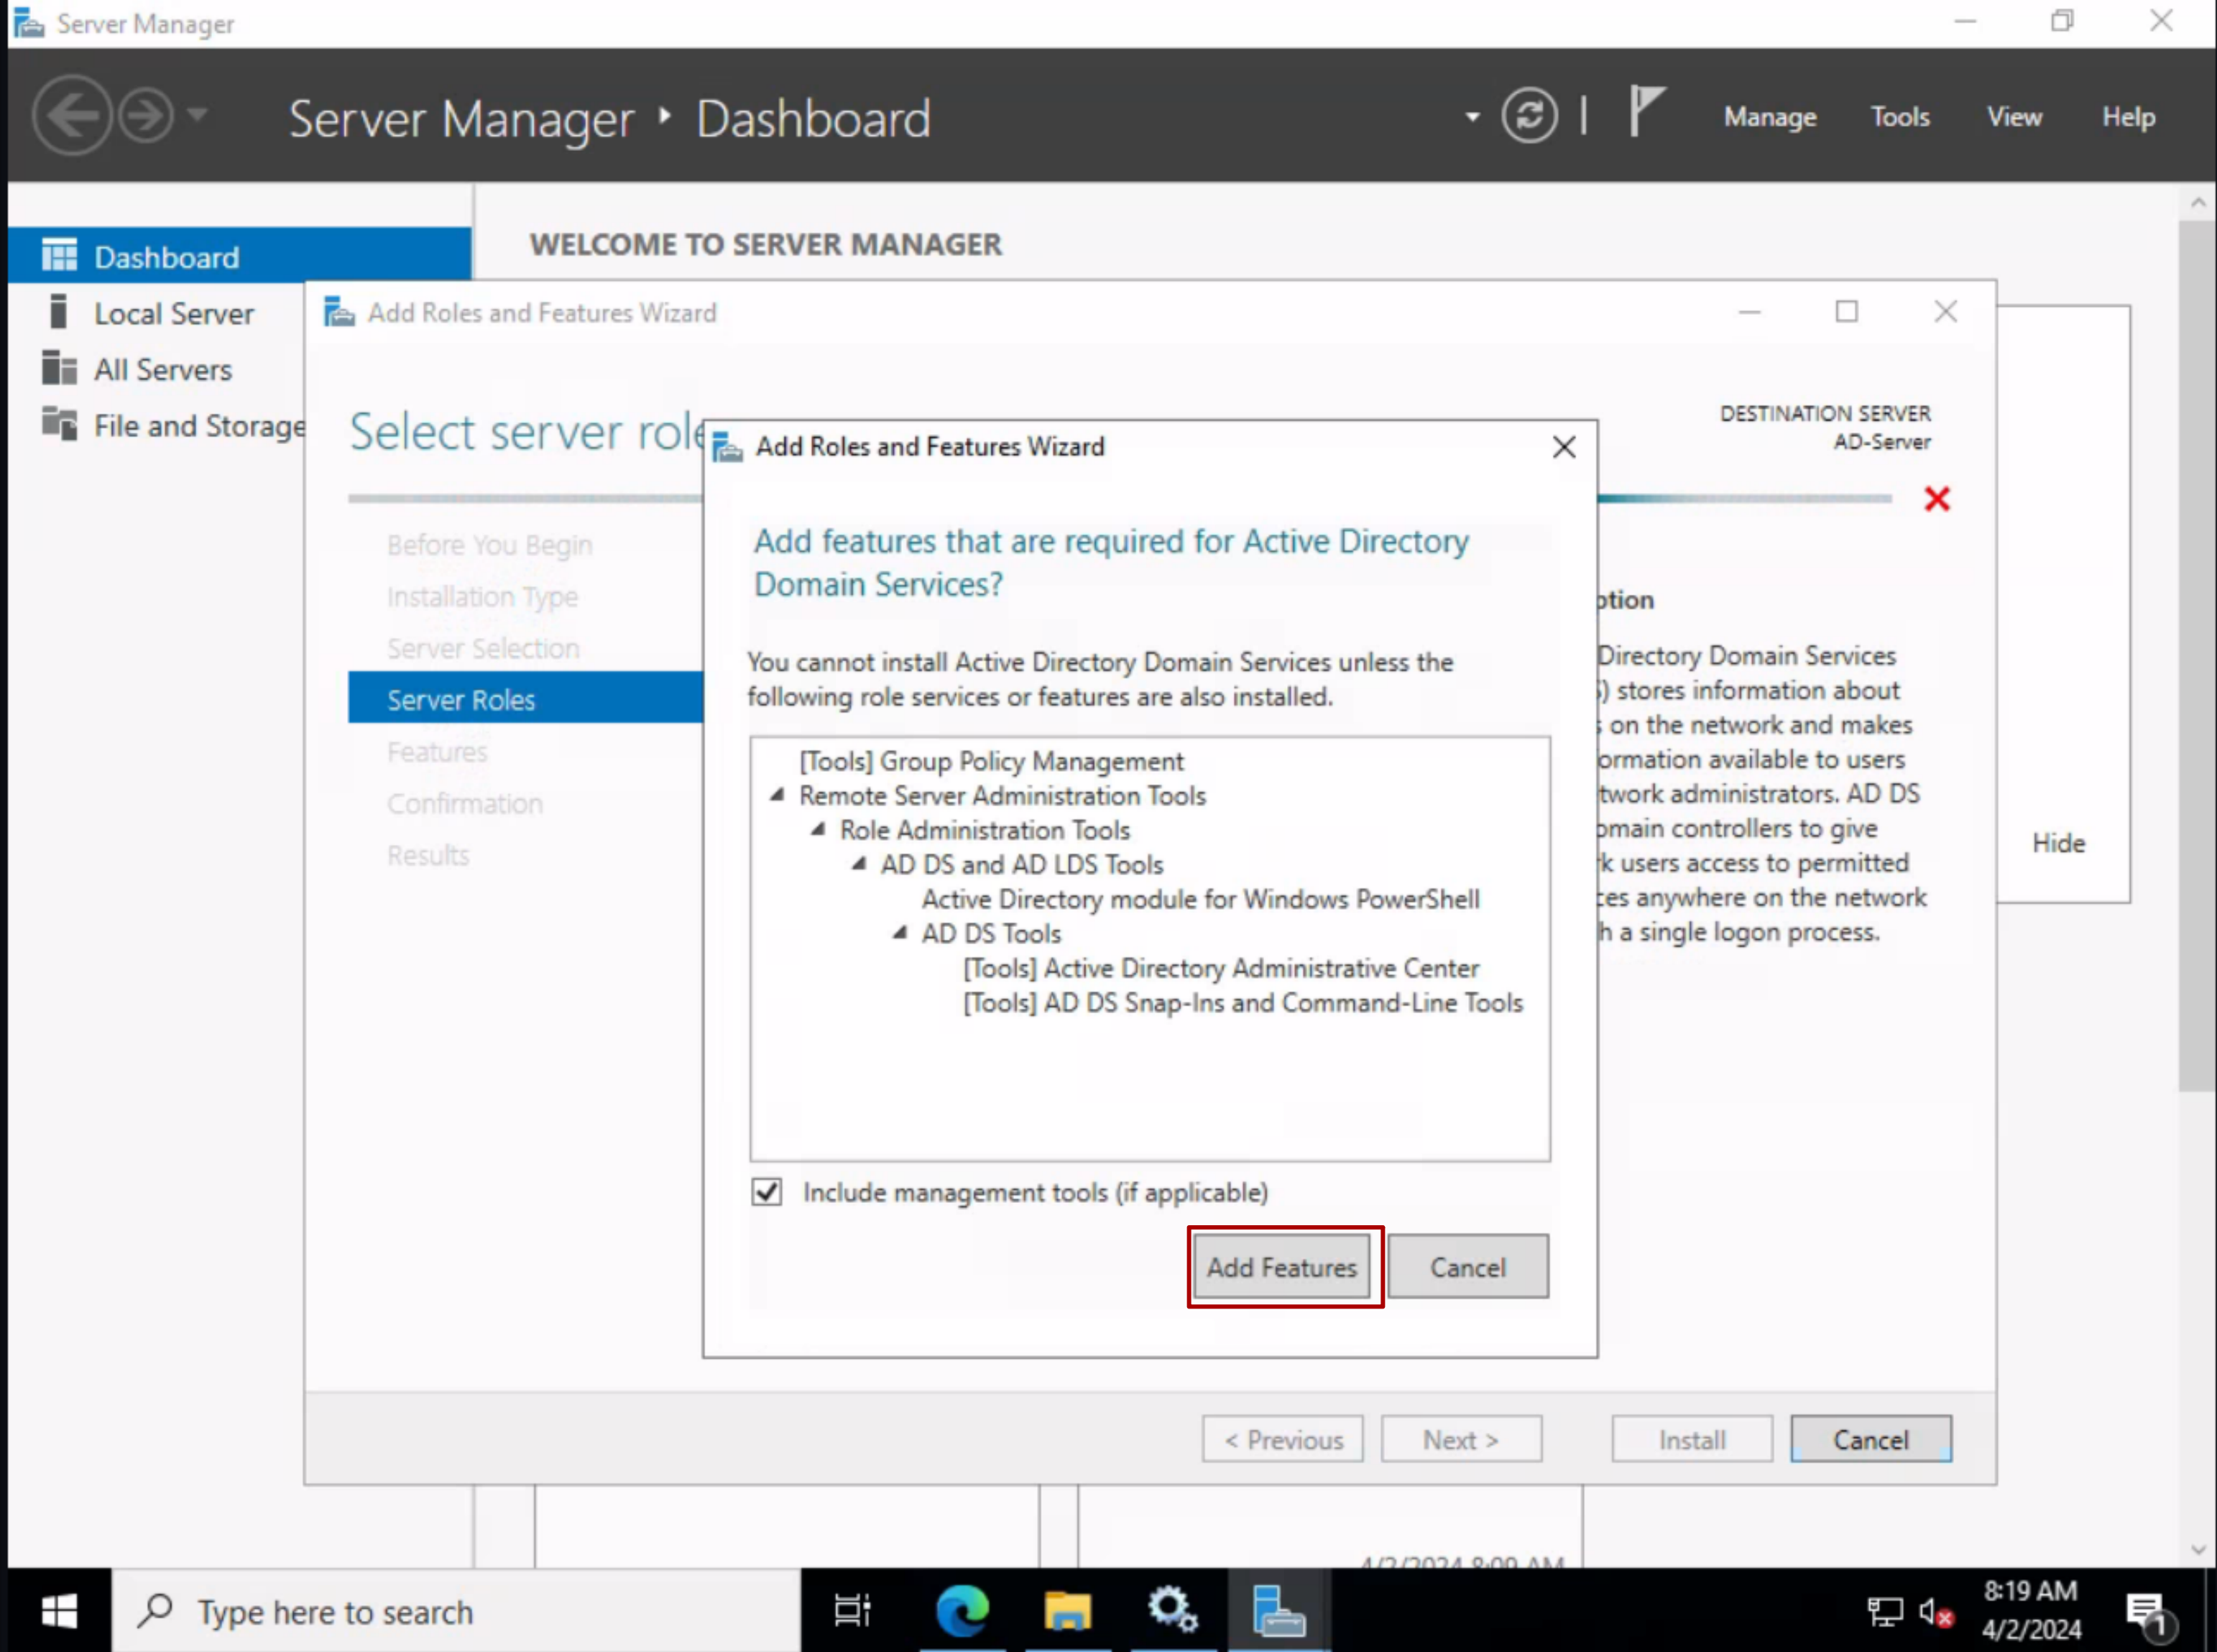 Server Manager
Server Manager ‣ Dashboard
Manage Tools View Help
Dashboard
Local Server
All Servers
File and Storage
WELCOME TO SERVER MANAGER
Add Roles and Features Wizard
Select server role
DESTINATION SERVER
AD-Server
Before You Begin
Installation Type
Server Selection
Server Roles
Features
Confirmation
Results
Add Roles and Features Wizard
Add features that are required for Active Directory
Domain Services?
You cannot install Active Directory Domain Services unless the
following role services or features are also installed.
[Tools] Group Policy Management
Remote Server Administration Tools
Role Administration Tools
AD DS and AD LDS Tools
Active Directory module for Windows PowerShell
AD DS Tools
[Tools] Active Directory Administrative Center
[Tools] AD DS Snap-Ins and Command-Line Tools
Include management tools (if applicable)
Add Features Cancel
ption
Directory Domain Services
) stores information about
on the network and makes
ormation available to users
twork administrators. AD DS
omain controllers to give
k users access to permitted
ces anywhere on the network
h a single logon process.
Hide
< Previous Next > Install Cancel
4/2/2024 8:09 AM
Type here to search
8:19 AM
4/2/2024
1